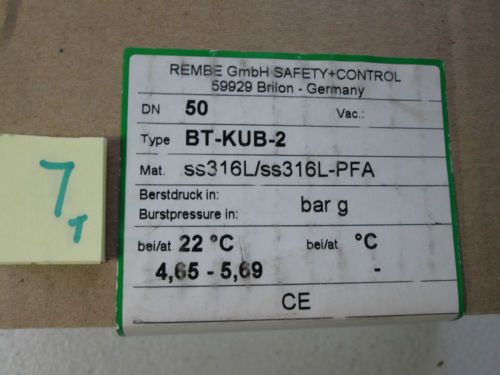 REMBE GmbH SAFETY+CONTROL
59929 Brilon - Germany
DN 50 Vac.:
Type BT-KUB-2
Mat. ss316L/ss316L-PFA
Berstdruck in:
Burstpressure in: bar g
bei/at 22 °C bei/at °C
4,65 - 5,69 -
CE
7